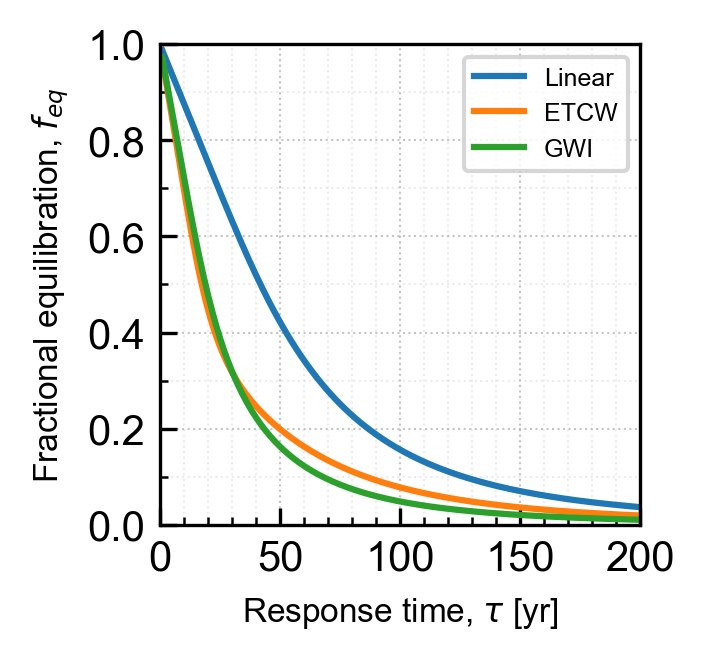 1.0
0.8
0.6
0.4
0.2
0.0
Fractional equilibration, f_eq
Linear
ETCW
GWI
0 50 100 150 200
Response time, τ [yr]